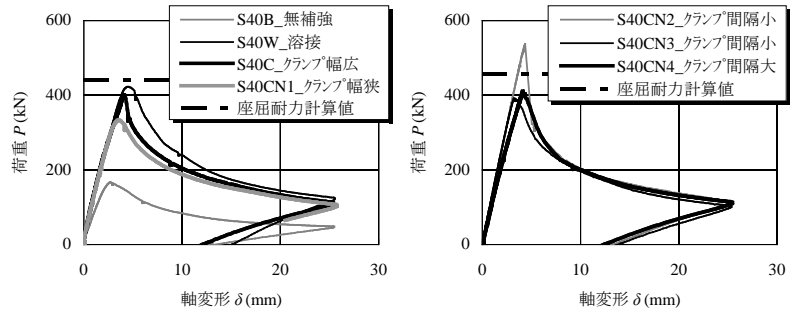 600
400
200
0
荷重 P (kN)
0
10
20
30
軸変形 δ (mm)
S40B_無補強
S40W_溶接
S40C_クランプ幅広
S40CN1_クランプ幅狭
座屈耐力計算値
600
400
200
0
荷重 P (kN)
0
10
20
30
軸変形 δ (mm)
S40CN2_クランプ間隔小
S40CN3_クランプ間隔小
S40CN4_クランプ間隔大
座屈耐力計算値